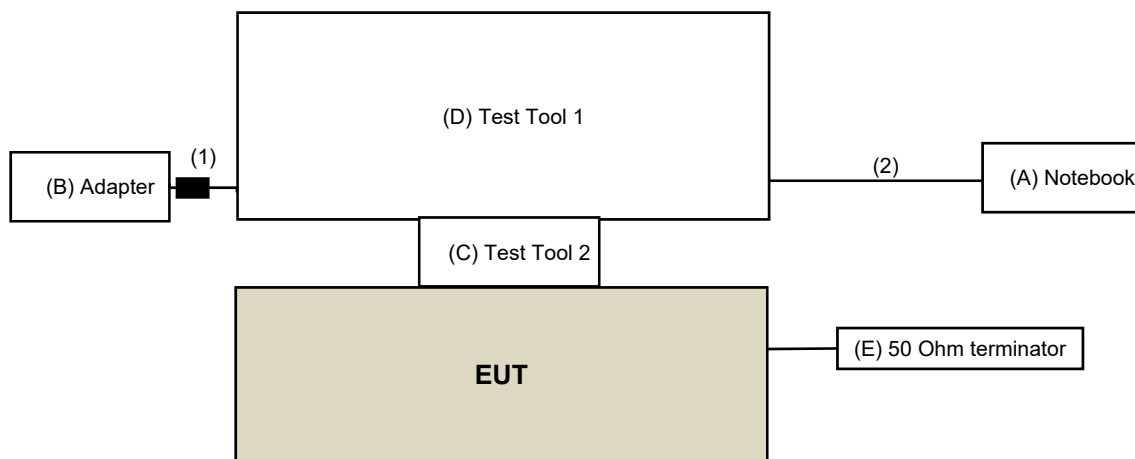 (D) Test Tool 1
(1)
(2)
(B) Adapter
(A) Notebook
(C) Test Tool 2
(E) 50 Ohm terminator
EUT